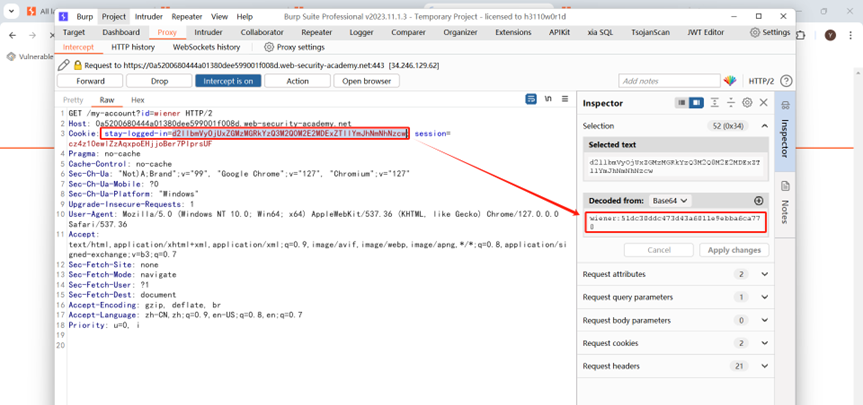 Burp Project Intruder Repeater View Help Burp Suite Professional v2023.11.1.3 - Temporary Project - licensed to h3110w0r1d
Target Dashboard Proxy Intruder Collaborator Repeater Logger Comparer Organizer Extensions APIKit xia SQL TsojanScan JWT Editor Settings
Intercept HTTP history WebSockets history Proxy settings
Request to https://0a5200680444a01380dee599001f008d.web-security-academy.net:443 [34.246.129.62]
Forward Drop Intercept is on Action Open browser Add notes HTTP/2
Pretty Raw Hex
\n
1 GET /my-account?id=wiener HTTP/2
2 Host: 0a5200680444a01380dee599001f008d.web-security-academy.net
3 Cookie: stay-logged-in=d2llbmVyOjUxZGMzMGRkYzQ3M2Q0M2E2MDExZTllYmJhNmNhNzcw; session=
4 Pragma: no-cache
5 Cache-Control: no-cache
6 Sec-Ch-Ua: "Not)A;Brand";v="99", "Google Chrome";v="127", "Chromium";v="127"
7 Sec-Ch-Ua-Mobile: ?0
8 Sec-Ch-Ua-Platform: "Windows"
9 Upgrade-Insecure-Requests: 1
10 User-Agent: Mozilla/5.0 (Windows NT 10.0; Win64; x64) AppleWebKit/537.36 (KHTML, like Gecko) Chrome/127.0.0.0
Safari/537.36
11 Accept:
text/html,application/xhtml+xml,application/xml;q=0.9,image/avif,image/webp,image/apng,*/*;q=0.8,application/si
gned-exchange;v=b3;q=0.7
12 Sec-Fetch-Site: none
13 Sec-Fetch-Mode: navigate
14 Sec-Fetch-User: ?1
15 Sec-Fetch-Dest: document
16 Accept-Encoding: gzip, deflate, br
17 Accept-Language: zh-CN,zh;q=0.9,en-US;q=0.8,en;q=0.7
18 Priority: u=0, i
19
20
Inspector
Selection 52 (0x34)
Selected text
d2llbmVyOjUxZGMzMGRkYzQ3M2Q0M2E2MDExZT
llYmJhNmNhNzcw
Decoded from: Base64
wiener:51dc30ddc473d43a6011e9ebba6ca77
0
Cancel Apply changes
Request attributes 2
Request query parameters 1
Request body parameters 0
Request cookies 2
Request headers 21
Inspector
Notes
Vulnerable